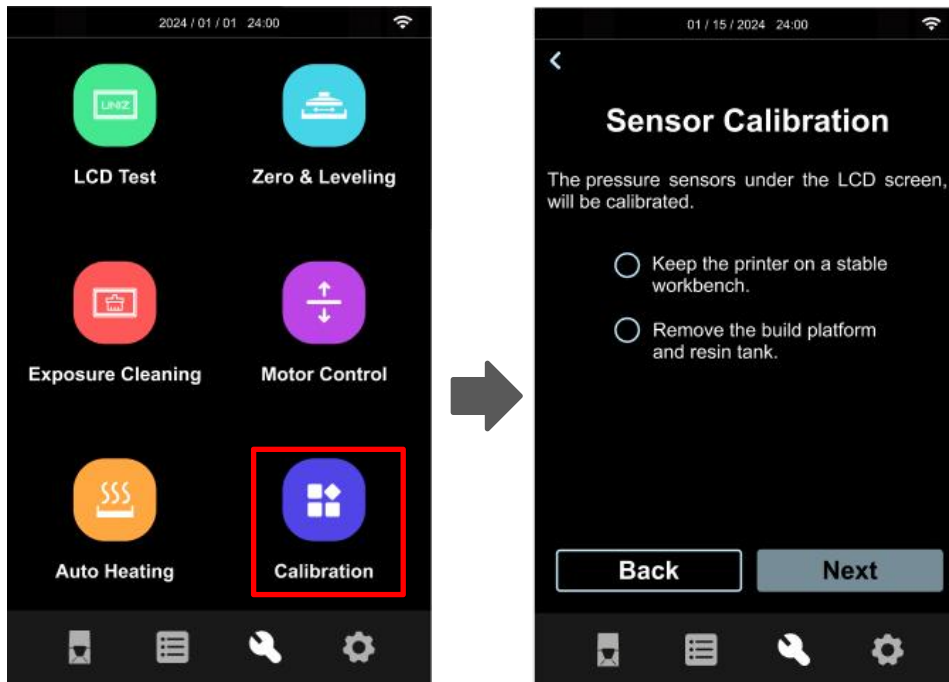 2024 / 01 / 01 24:00
UNIZ
LCD Test
Zero & Leveling
Exposure Cleaning
Motor Control
Auto Heating
Calibration
01 / 15 / 2024 24:00
Sensor Calibration
The pressure sensors under the LCD screen,
will be calibrated.
Keep the printer on a stable
workbench.
Remove the build platform
and resin tank.
Back
Next